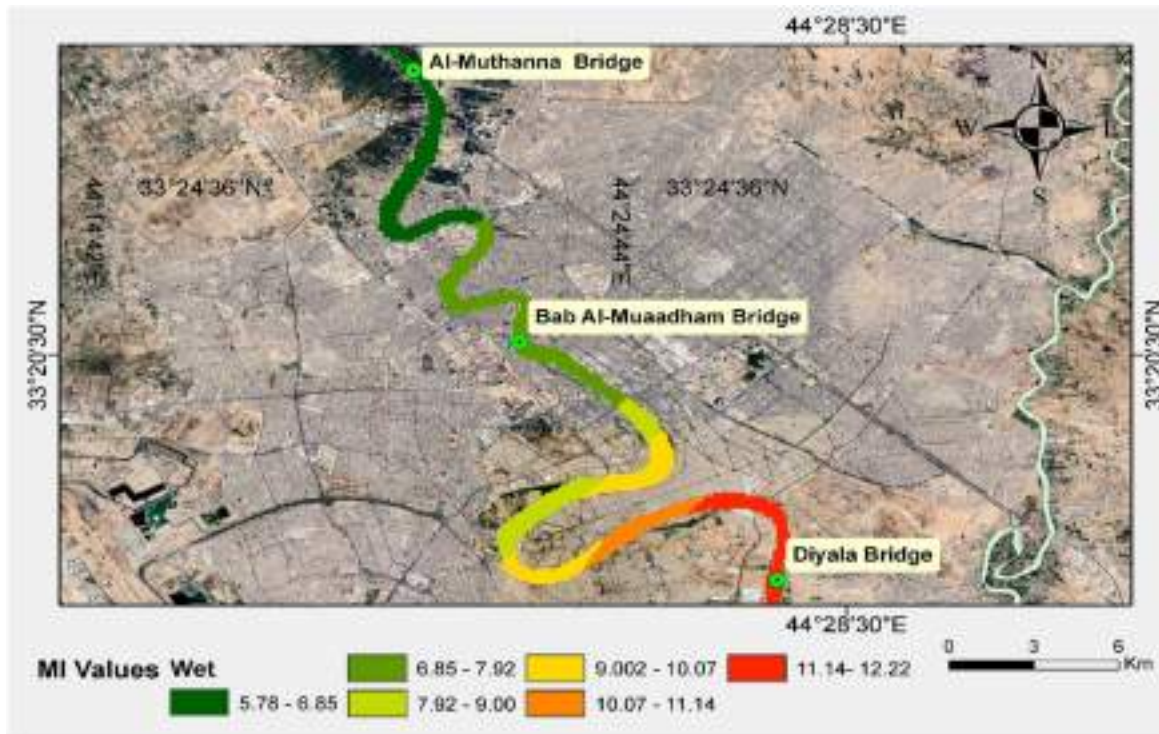 44°28'30"E
Al-Muthanna Bridge
N
W
E
S
33°24'36"N
33°24'36"N
44°14'42"E
44°24'44"E
33°20'30"N
33°20'30"N
Bab Al-Muaadham Bridge
Diyala Bridge
44°28'30"E
0 3 6
Km
MI Values Wet
6.85 - 7.92
9.002 - 10.07
11.14- 12.22
5.78 - 6.85
7.92 - 9.00
10.07 - 11.14